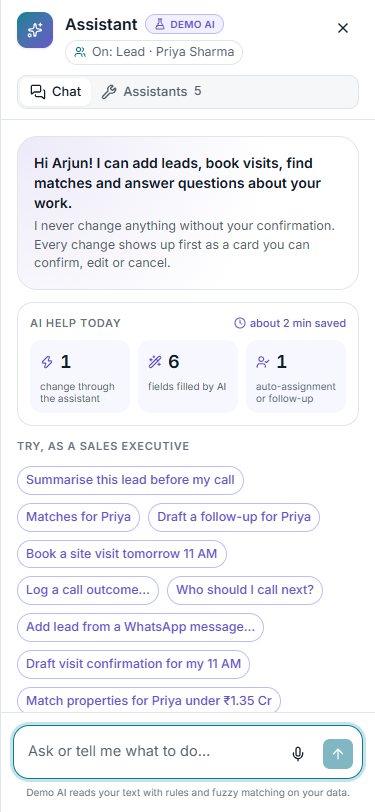 Assistant DEMO AI
On: Lead · Priya Sharma
Chat Assistants 5
Hi Arjun! I can add leads, book visits, find
matches and answer questions about your
work.
I never change anything without your confirmation.
Every change shows up first as a card you can
confirm, edit or cancel.
AI HELP TODAY about 2 min saved
1 6 1
change through fields filled by AI auto-assignment
the assistant or follow-up
TRY, AS A SALES EXECUTIVE
Summarise this lead before my call
Matches for Priya Draft a follow-up for Priya
Book a site visit tomorrow 11 AM
Log a call outcome... Who should I call next?
Add lead from a WhatsApp message...
Draft visit confirmation for my 11 AM
Match properties for Priya under ₹1.35 Cr
Ask or tell me what to do...
Demo AI reads your text with rules and fuzzy matching on your data.